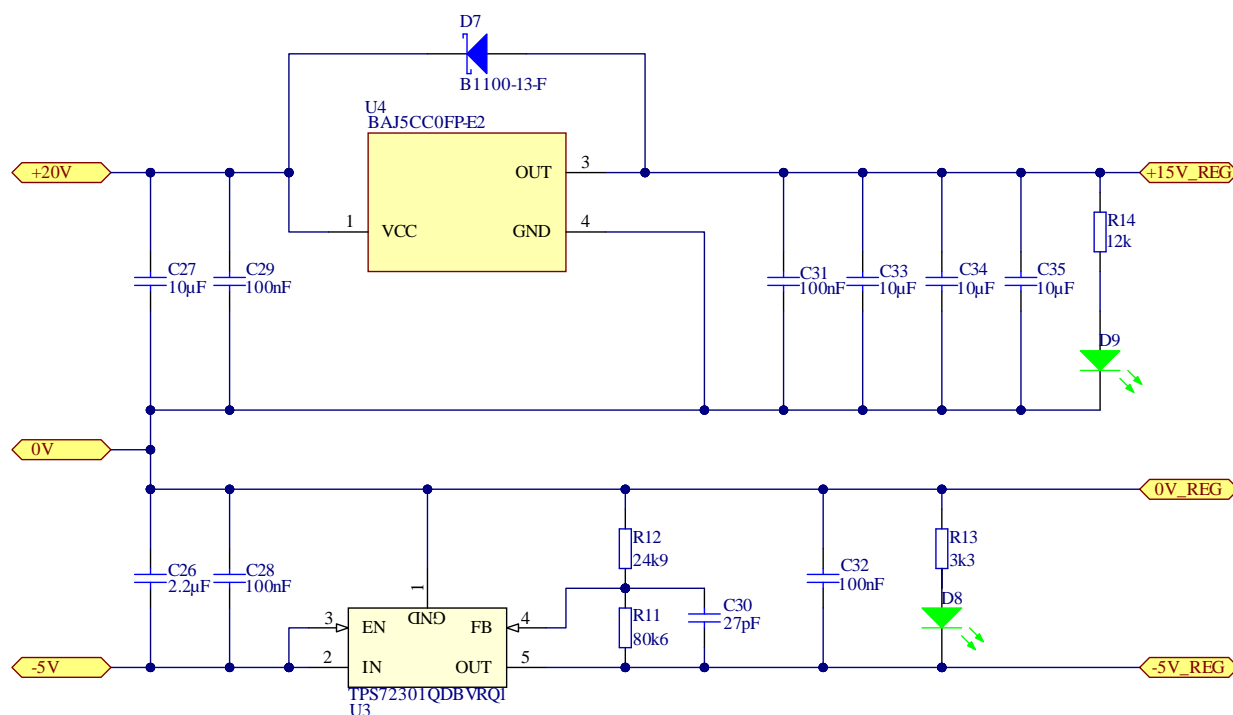 D7
B1100-13-F
U4
BAJ5CC0FP-E2
+20V
OUT
3
+15V_REG
1
VCC
GND
4
R14
12k
C27
10µF
C29
100nF
C31
100nF
C33
10µF
C34
10µF
C35
10µF
D9
0V
0V_REG
R12
24k9
R13
3k3
C26
2.2µF
C28
100nF
1
GND
C32
100nF
D8
3
EN
FB
4
R11
80k6
C30
27pF
-5V
2
IN
OUT
5
-5V_REG
TPS72301QDBVRQ1
U3